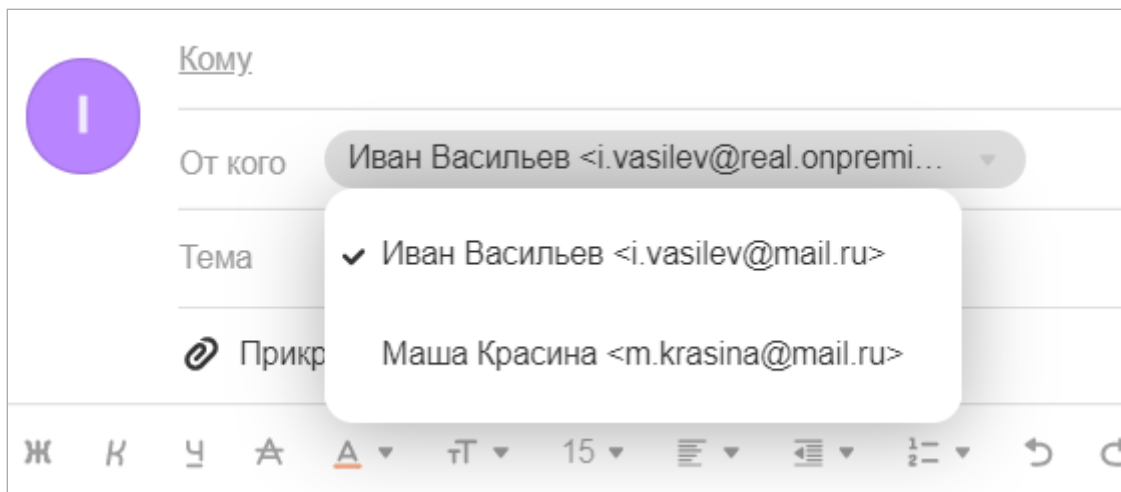 Кому
I
От кого Иван Васильев <i.vasilev@real.onpremi...
Тема
Иван Васильев <i.vasilev@mail.ru>
Прикр
Маша Красина <m.krasina@mail.ru>
Ж К Ч А А тТ 15